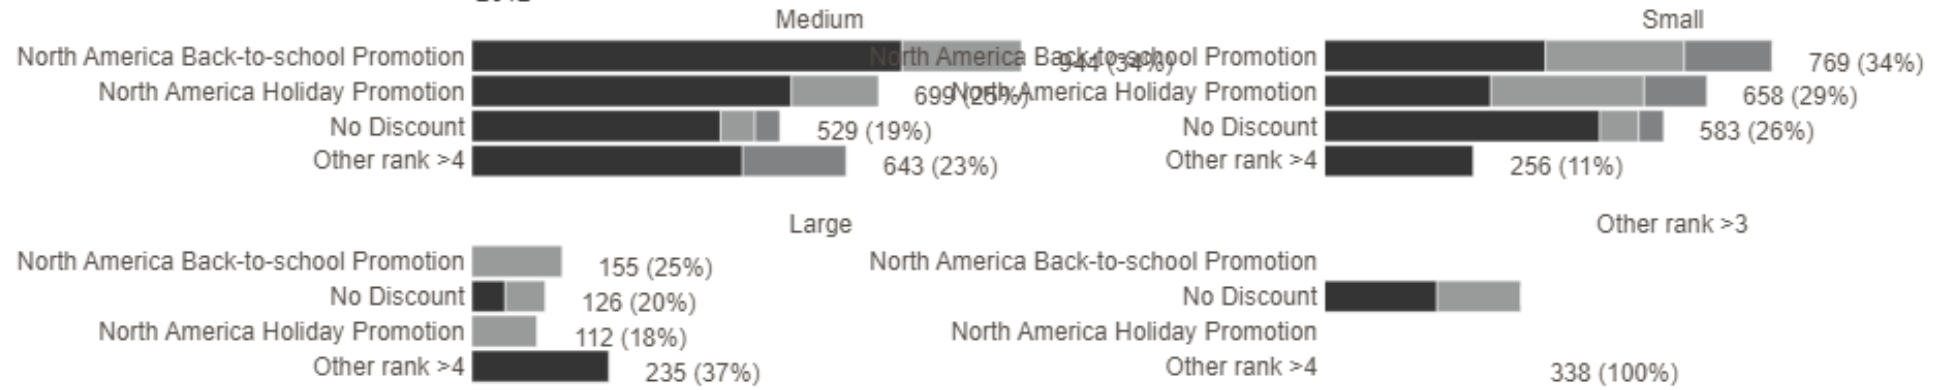 Medium
North America Back-to-school Promotion 944 (34%)
North America Holiday Promotion 699 (25%)
No Discount 529 (19%)
Other rank >4 643 (23%)
Small
North America Back-to-school Promotion 769 (34%)
North America Holiday Promotion 658 (29%)
No Discount 583 (26%)
Other rank >4 256 (11%)
Large
North America Back-to-school Promotion 155 (25%)
No Discount 126 (20%)
North America Holiday Promotion 112 (18%)
Other rank >4 235 (37%)
Other rank >3
North America Back-to-school Promotion
No Discount
North America Holiday Promotion
Other rank >4 338 (100%)